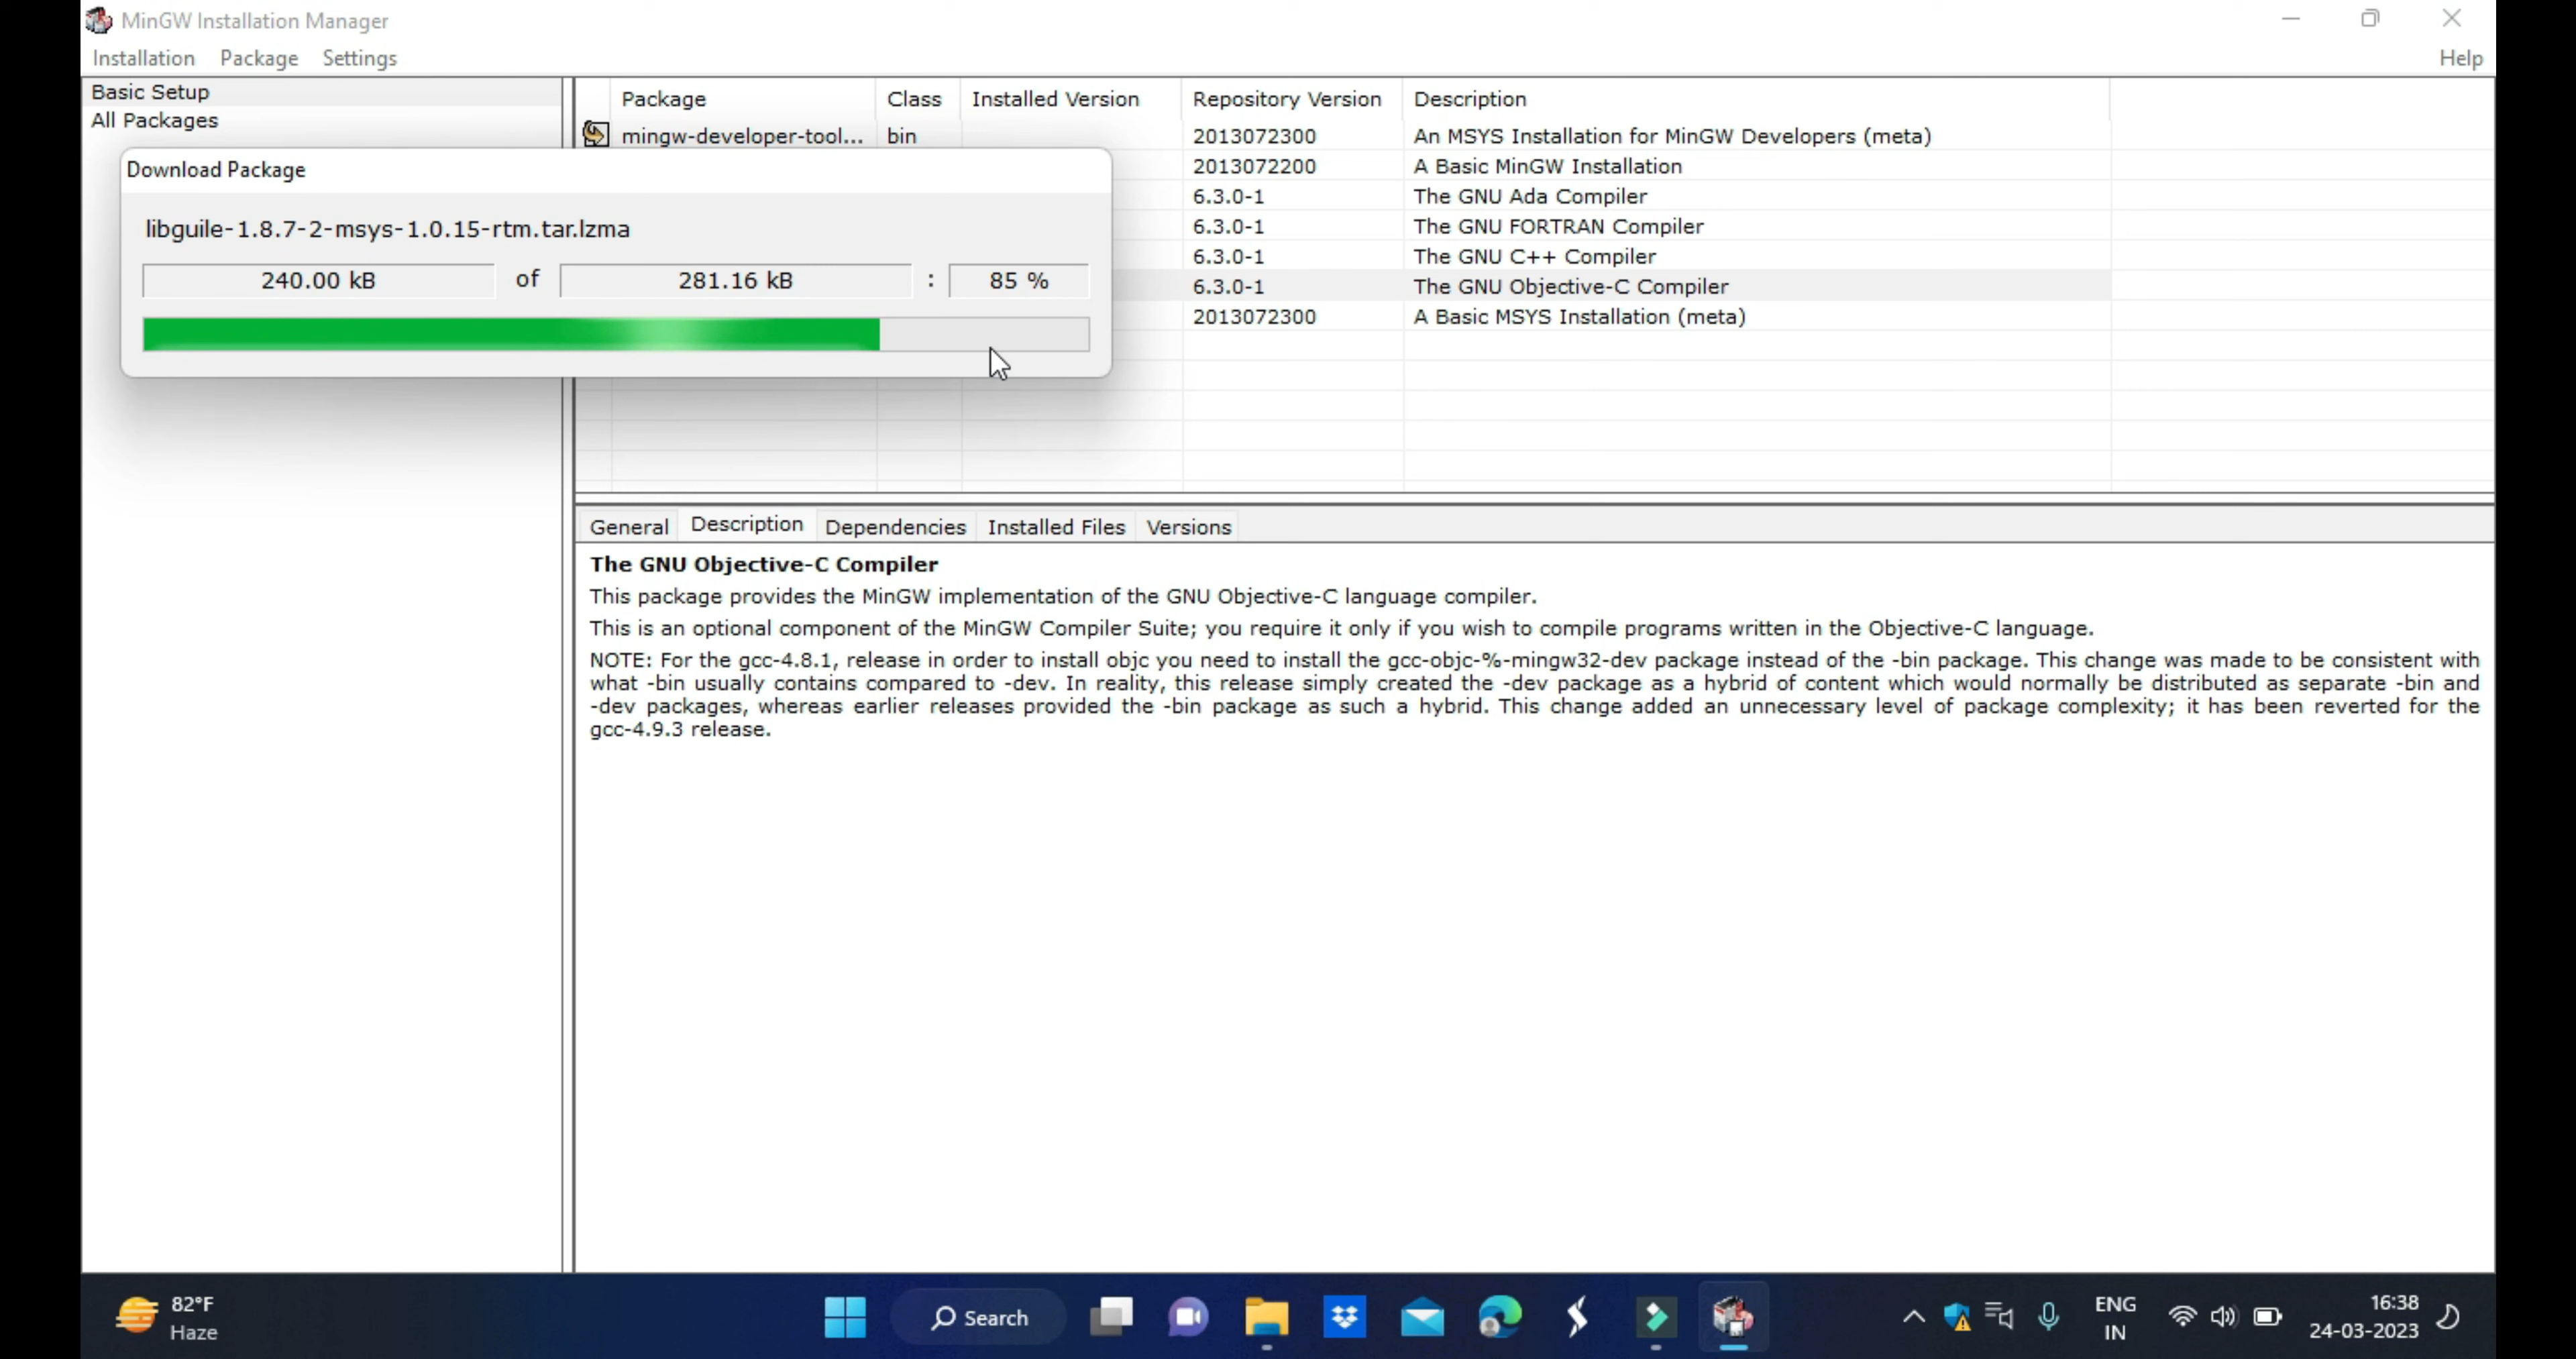 MinGW Installation Manager
Installation Package Settings Help
Basic Setup
All Packages
Package Class Installed Version Repository Version Description
mingw-developer-tool... bin 2013072300 An MSYS Installation for MinGW Developers (meta)
2013072200 A Basic MinGW Installation
6.3.0-1 The GNU Ada Compiler
6.3.0-1 The GNU FORTRAN Compiler
6.3.0-1 The GNU C++ Compiler
6.3.0-1 The GNU Objective-C Compiler
2013072300 A Basic MSYS Installation (meta)
Download Package
libguile-1.8.7-2-msys-1.0.15-rtm.tar.lzma
240.00 kB of 281.16 kB : 85 %
General Description Dependencies Installed Files Versions
The GNU Objective-C Compiler
This package provides the MinGW implementation of the GNU Objective-C language compiler.
This is an optional component of the MinGW Compiler Suite; you require it only if you wish to compile programs written in the Objective-C language.
NOTE: For the gcc-4.8.1, release in order to install objc you need to install the gcc-objc-%-mingw32-dev package instead of the -bin package. This change was made to be consistent with
what -bin usually contains compared to -dev. In reality, this release simply created the -dev package as a hybrid of content which would normally be distributed as separate -bin and
-dev packages, whereas earlier releases provided the -bin package as such a hybrid. This change added an unnecessary level of package complexity; it has been reverted for the
gcc-4.9.3 release.
82°F
Haze
Search
ENG
IN
16:38
24-03-2023